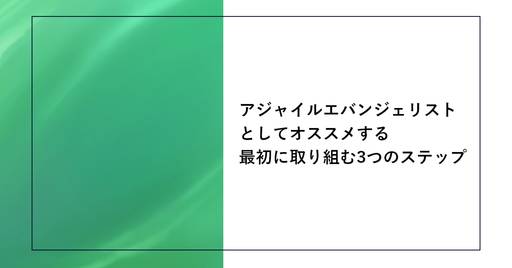 アジャイルエバンジェリスト
としてオススメする
最初に取り組む3つのステップ